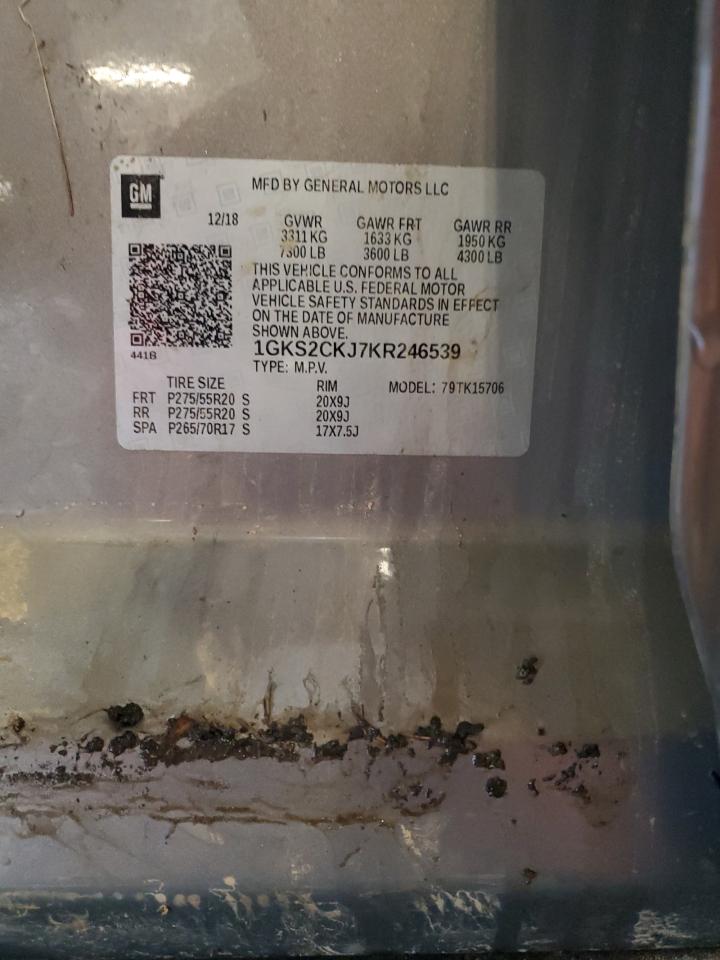 GM
MFD BY GENERAL MOTORS LLC
12/18 GVWR GAWR FRT GAWR RR
3311 KG 1633 KG 1950 KG
7300 LB 3600 LB 4300 LB
THIS VEHICLE CONFORMS TO ALL
APPLICABLE U.S. FEDERAL MOTOR
VEHICLE SAFETY STANDARDS IN EFFECT
ON THE DATE OF MANUFACTURE
SHOWN ABOVE.
441B
1GKS2CKJ7KR246539
TYPE: M.P.V.
TIRE SIZE RIM MODEL: 79TK15706
FRT P275/55R20 S 20X9J
RR P275/55R20 S 20X9J
SPA P265/70R17 S 17X7.5J